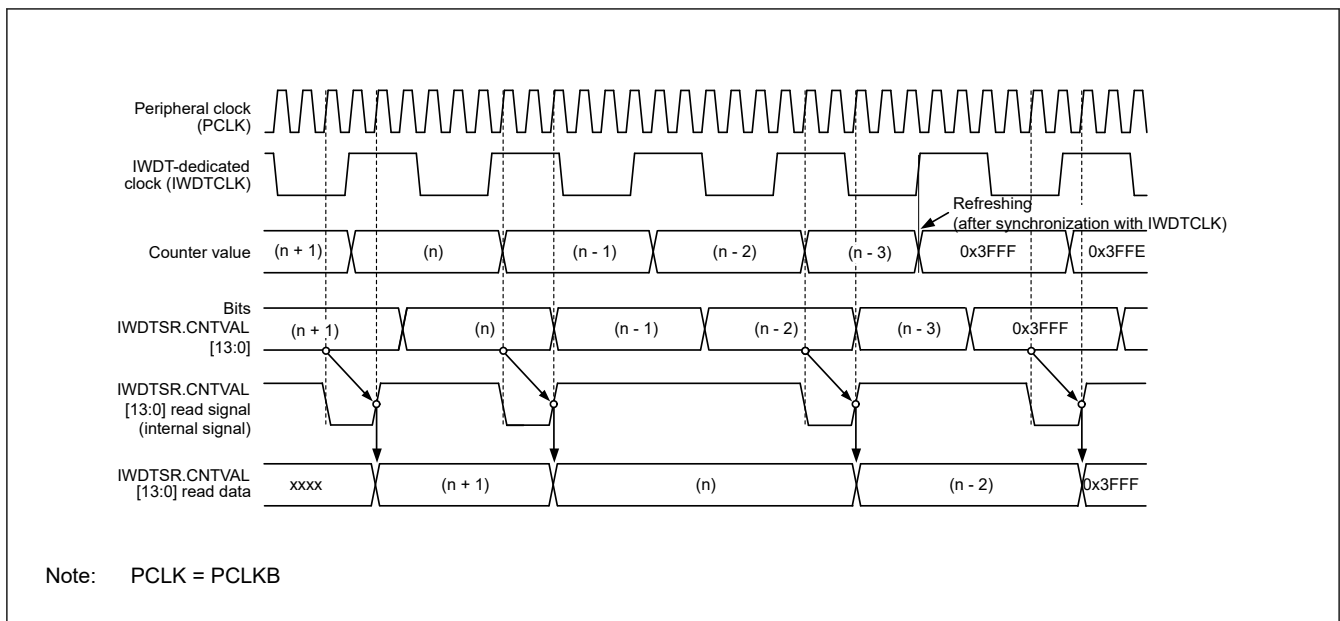 Peripheral clock
(PCLK)
IWDT-dedicated
clock (IWDTCLK)
Refreshing
(after synchronization with IWDTCLK)
Counter value
(n + 1)
(n)
(n - 1)
(n - 2)
(n - 3)
0x3FFF
0x3FFE
Bits
IWDTSR.CNTVAL
[13:0]
(n + 1)
(n)
(n - 1)
(n - 2)
(n - 3)
0x3FFF
IWDTSR.CNTVAL
[13:0] read signal
(internal signal)
IWDTSR.CNTVAL
[13:0] read data
xxxx
(n + 1)
(n)
(n - 2)
0x3FFF
Note: PCLK = PCLKB